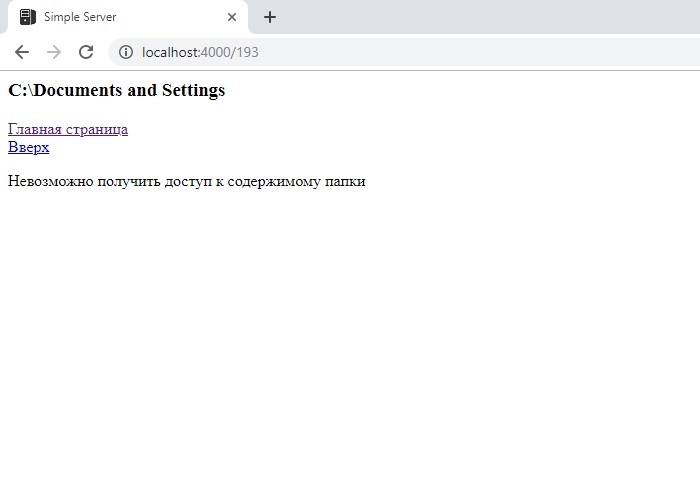 Simple Server
localhost:4000/193
C:\Documents and Settings
Главная страница
Вверх
Невозможно получить доступ к содержимому папки